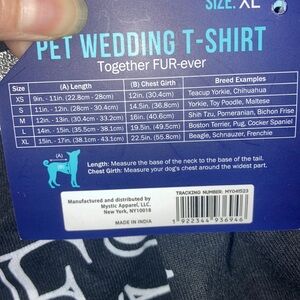 SIZE: XL
PET WEDDING T-SHIRT
Together FUR-ever
Size (A) Length (B) Chest Girth Breed Examples
XS 9in.- 11in. (22.8cm - 28cm) 12in. (30.4cm) Teacup Yorkie, Chihuahua
S 11in.- 12in. (28cm - 30.4cm) 14.5in. (36.8cm) Yorkie, Toy Poodle, Maltese
M 12in.- 13in. (30.4cm - 33.2cm) 16in. (40.6cm) Shih Tzu, Pomeranian, Bichon Frise
L 14in.- 15in. (35.5cm - 38.1cm) 19.5in. (49.5cm) Boston Terrier, Pug, Cocker Spaniel
XL 15in.- 17in. (38.1cm - 43.1cm) 22.5in. (55.8cm) Beagle, Schnauzer, Frenchie
(A)
Length: Measure the base of the neck to the base of the tail.
Chest Girth: Measure your dog's chest around the widest part.
Manufactured and distributed by
Mystic Apparel, LLC.
New York, NY10018
MADE IN INDIA
TRACKING NUMBER: MY041523
1 922344 936946